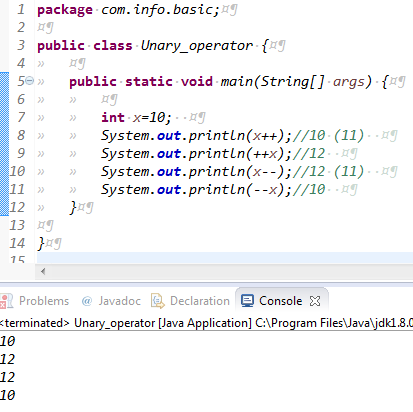 1 package com.info.basic;¤¶
2 ¤¶
3 public class Unary_operator {¤¶
4 » ¤¶
5 » public static void main(String[] args) {¤¶
6 » » ¤¶
7 » » int x=10; ¤¶
8 » » System.out.println(x++);//10 (11) ¤¶
9 » » System.out.println(++x);//12 ¤¶
10 » » System.out.println(x--);//12 (11) ¤¶
11 » » System.out.println(--x);//10 ¤¶
12 » }¤¶
13 ¤¶
14 }¤¶
15
Problems @ Javadoc Declaration Console
<terminated> Unary_operator [Java Application] C:\Program Files\Java\jdk1.8.0
10
12
12
10